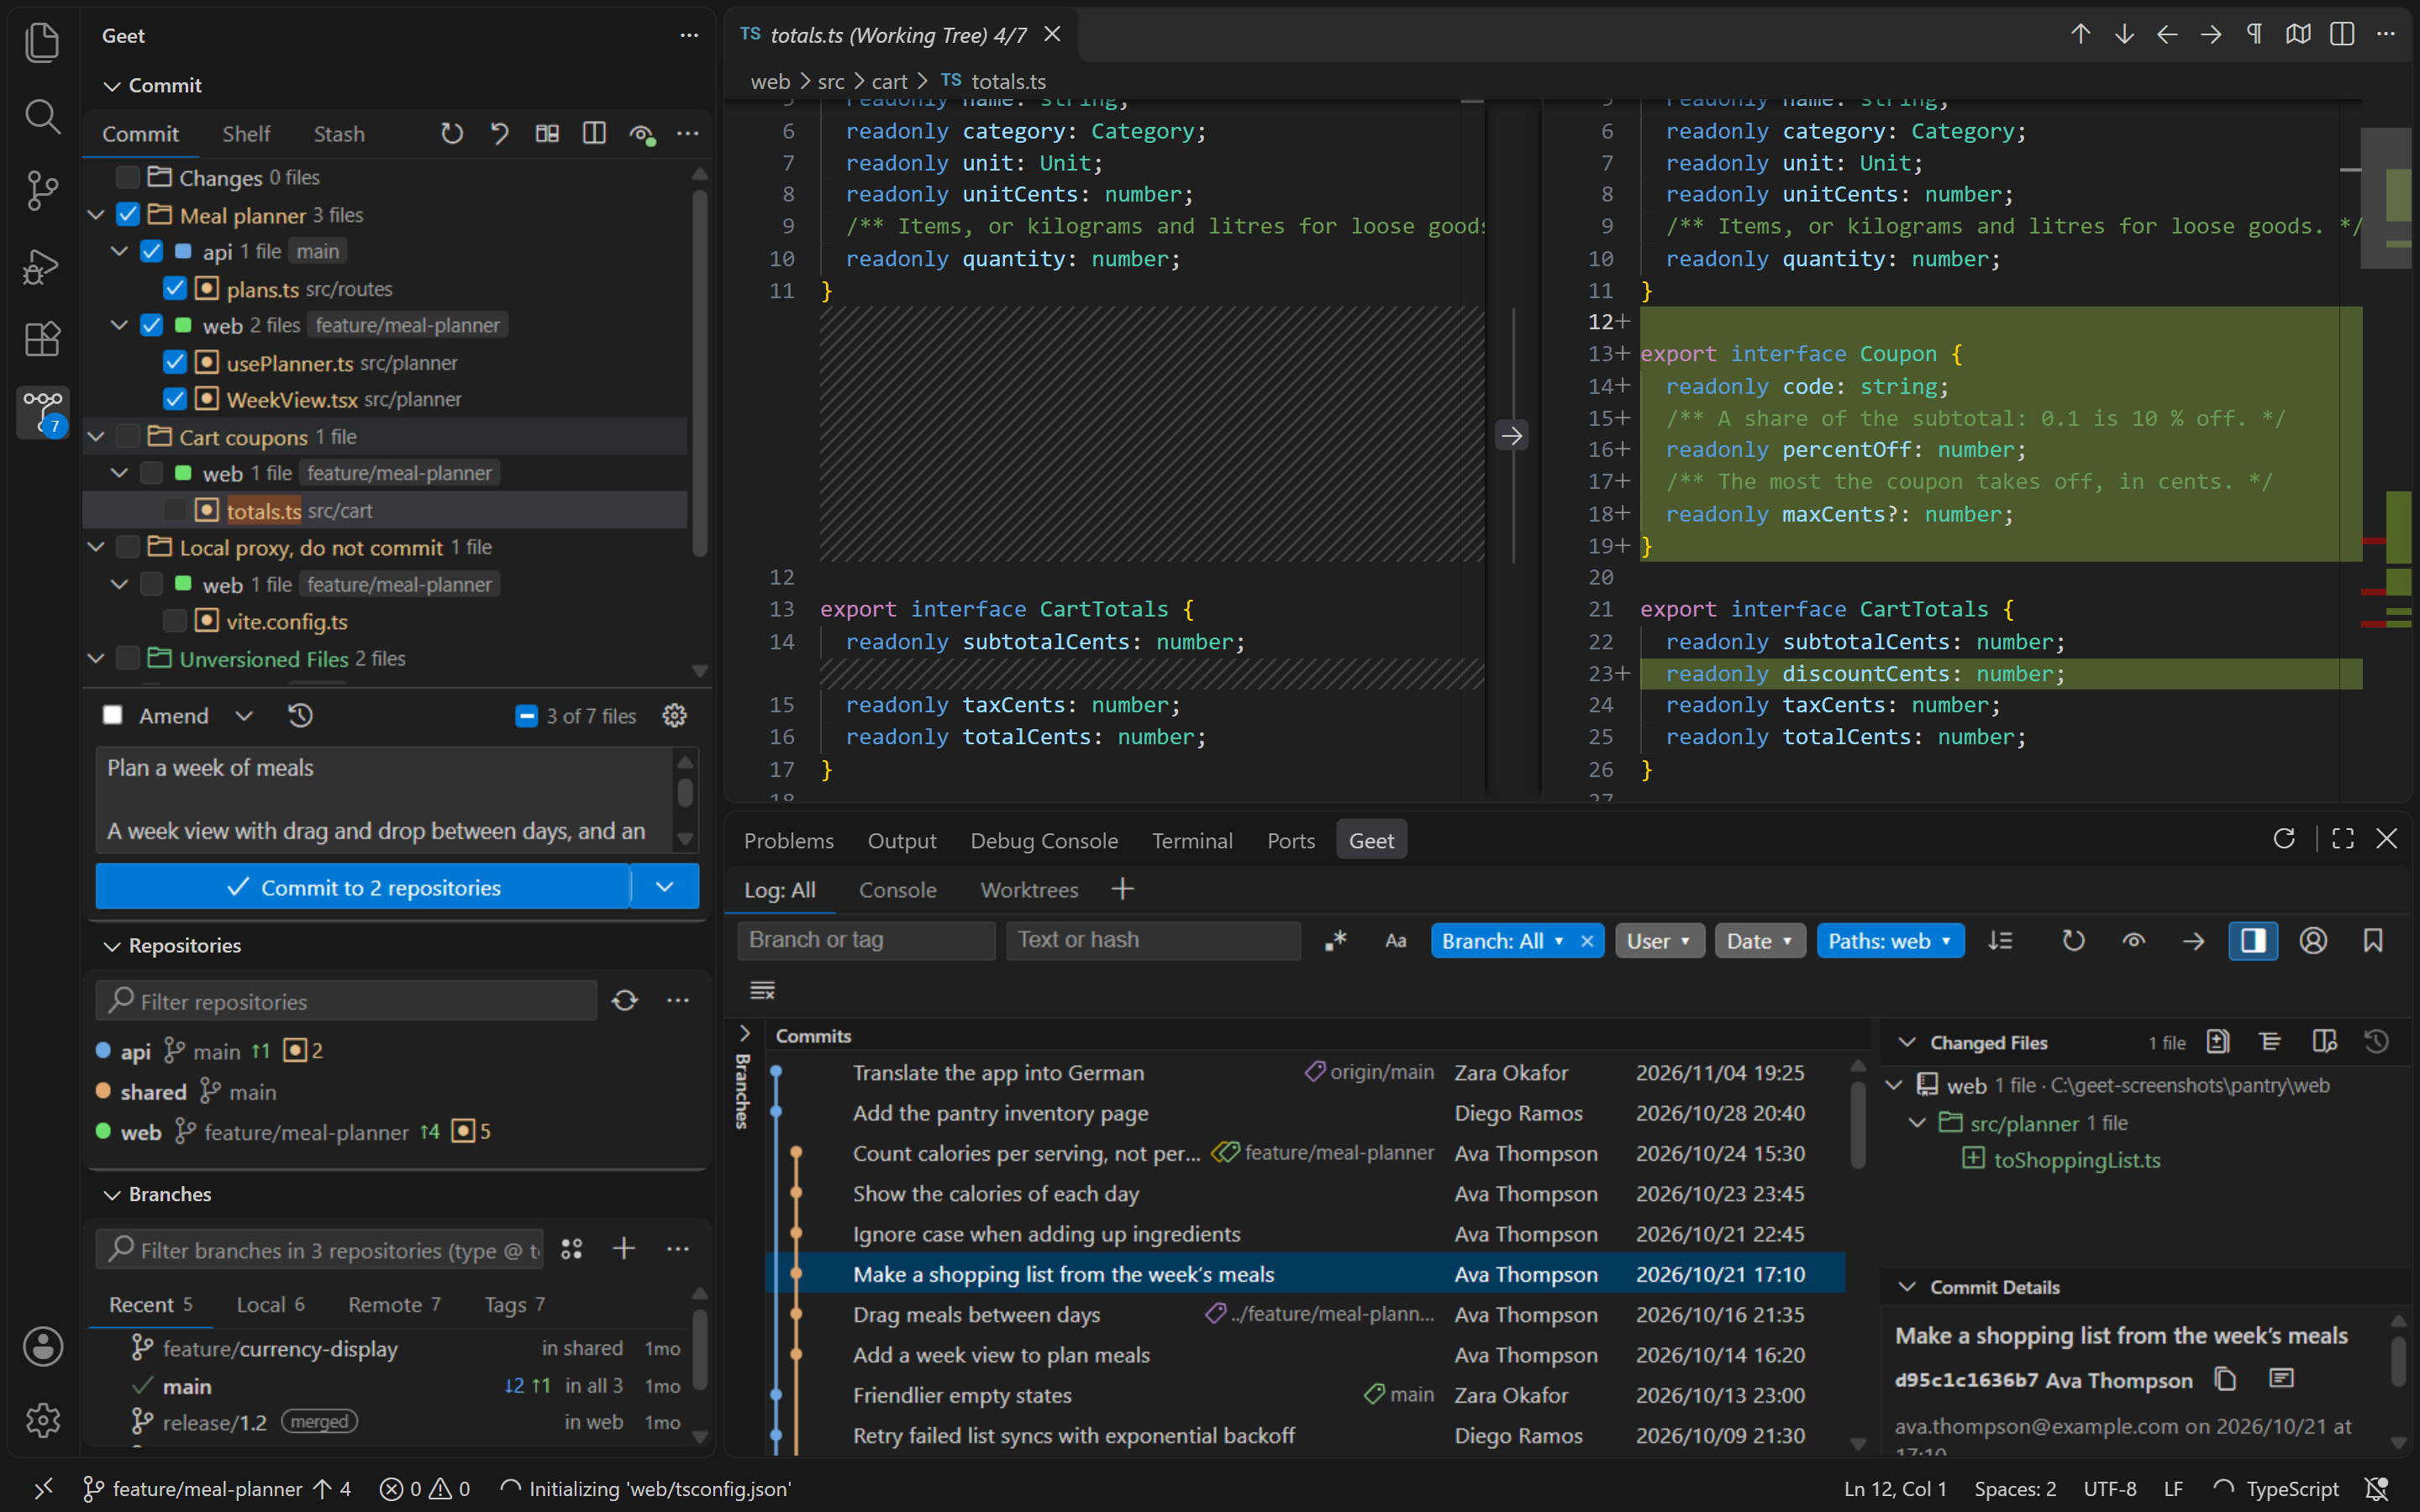 Geet
Commit
Commit Shelf Stash
Changes 0 files
Meal planner 3 files
api 1 file main
plans.ts src/routes
web 2 files feature/meal-planner
usePlanner.ts src/planner
WeekView.tsx src/planner
Cart coupons 1 file
web 1 file feature/meal-planner
totals.ts src/cart
Local proxy, do not commit 1 file
web 1 file feature/meal-planner
vite.config.ts
Unversioned Files 2 files
7
Amend 3 of 7 files
Plan a week of meals
A week view with drag and drop between days, and an
Commit to 2 repositories
Repositories
Filter repositories
api main ↑1 2
shared main
web feature/meal-planner ↑4 5
Branches
Filter branches in 3 repositories (type @ t
Recent 5 Local 6 Remote 7 Tags 7
feature/currency-display in shared 1mo
main ↓2 ↑1 in all 3 1mo
release/1.2 merged in web 1mo
TS totals.ts (Working Tree) 4/7
web > src > cart > TS totals.ts
5 readonly name: string;
6 readonly category: Category;
7 readonly unit: Unit;
8 readonly unitCents: number;
9 /** Items, or kilograms and litres for loose goods
10 readonly quantity: number;
11 }
12
13 export interface CartTotals {
14 readonly subtotalCents: number;
15 readonly taxCents: number;
16 readonly totalCents: number;
17 }
18
5 readonly name: string;
6 readonly category: Category;
7 readonly unit: Unit;
8 readonly unitCents: number;
9 /** Items, or kilograms and litres for loose goods. */
10 readonly quantity: number;
11 }
12+
13+ export interface Coupon {
14+ readonly code: string;
15+ /** A share of the subtotal: 0.1 is 10 % off. */
16+ readonly percentOff: number;
17+ /** The most the coupon takes off, in cents. */
18+ readonly maxCents?: number;
19+ }
20
21 export interface CartTotals {
22 readonly subtotalCents: number;
23+ readonly discountCents: number;
24 readonly taxCents: number;
25 readonly totalCents: number;
26 }
27
Problems Output Debug Console Terminal Ports Geet
Log: All Console Worktrees
Branch or tag Text or hash .* Aa Branch: All User Date Paths: web
Branches
Commits
Translate the app into German origin/main Zara Okafor 2026/11/04 19:25
Add the pantry inventory page Diego Ramos 2026/10/28 20:40
Count calories per serving, not per... feature/meal-planner Ava Thompson 2026/10/24 15:30
Show the calories of each day Ava Thompson 2026/10/23 23:45
Ignore case when adding up ingredients Ava Thompson 2026/10/21 22:45
Make a shopping list from the week's meals Ava Thompson 2026/10/21 17:10
Drag meals between days ../feature/meal-plann... Ava Thompson 2026/10/16 21:35
Add a week view to plan meals Ava Thompson 2026/10/14 16:20
Friendlier empty states main Zara Okafor 2026/10/13 23:00
Retry failed list syncs with exponential backoff Diego Ramos 2026/10/09 21:30
Changed Files 1 file
web 1 file · C:\geet-screenshots\pantry\web
src/planner 1 file
toShoppingList.ts
Commit Details
Make a shopping list from the week's meals
d95c1c1636b7 Ava Thompson
ava.thompson@example.com on 2026/10/21 at
17:10
feature/meal-planner 4 0 0 Initializing 'web/tsconfig.json' Ln 12, Col 1 Spaces: 2 UTF-8 LF TypeScript